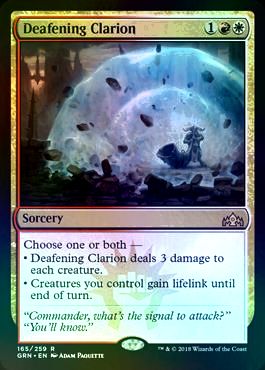 Deafening Clarion 1
Sorcery
Choose one or both —
• Deafening Clarion deals 3 damage to
each creature.
• Creatures you control gain lifelink until
end of turn.
“Commander, what’s the signal to attack?”
“You’ll know.”
165/259 R
GRN • EN Adam Paquette
™ & © 2018 Wizards of the Coast